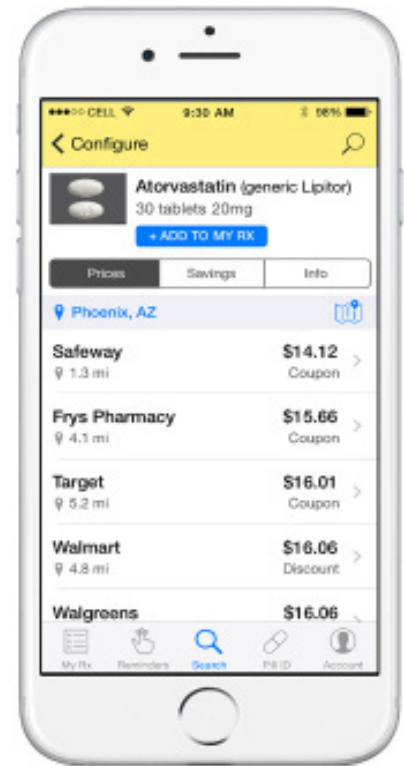 CELL 9:30 AM 98%
Configure
Atorvastatin (generic Lipitor)
30 tablets 20mg
+ ADD TO MY RX
Prices Savings Info
Phoenix, AZ
Safeway $14.12
1.3 mi Coupon
Frys Pharmacy $15.66
4.1 mi Coupon
Target $16.01
5.2 mi Coupon
Walmart $16.06
4.8 mi Discount
Walgreens $16.06
My Rx Reminders Search Pill ID Account